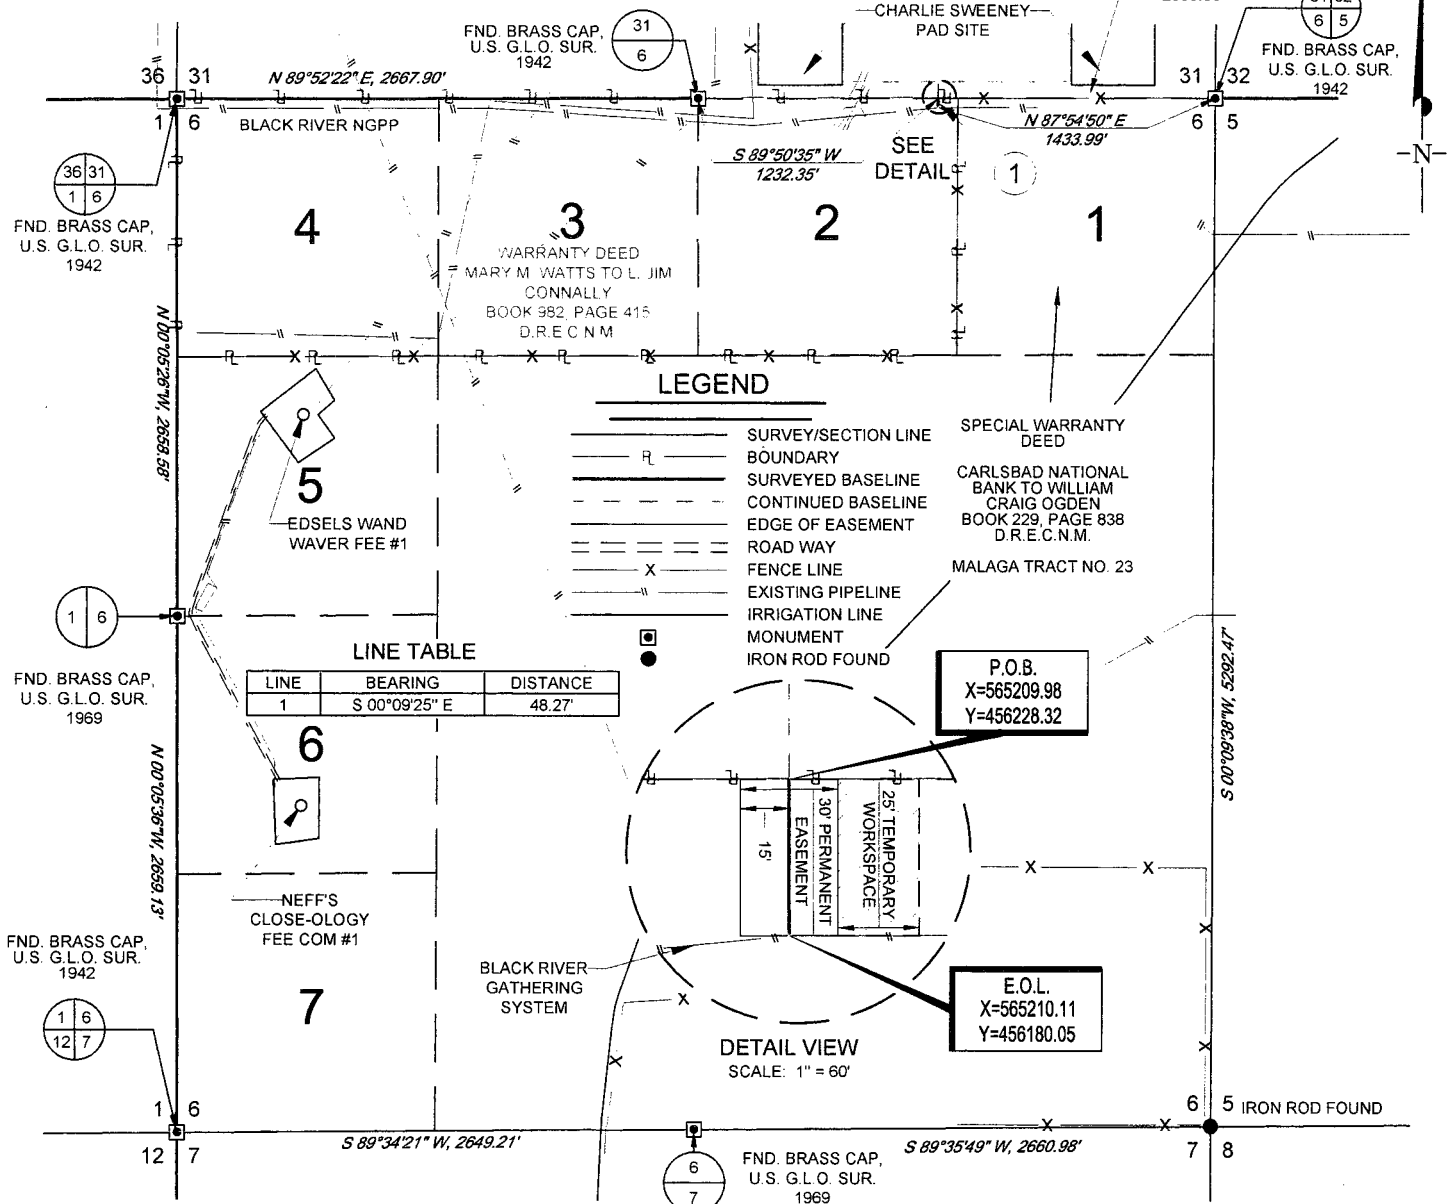 CHARLIE SWEENEY
PAD SITE
FND. BRASS CAP,
U.S. G.L.O. SUR.
1942
31
6
6 5
FND. BRASS CAP,
U.S. G.L.O. SUR.
1942
36 31
1 6
N 89°52'22" E, 2667.90'
BLACK RIVER NGPP
31 32
6 5
N 87°54'50" E
1433.99'
-N-
S 89°50'35" W
1232.35'
SEE
DETAIL
1
36 31
1 6
FND. BRASS CAP,
U.S. G.L.O. SUR.
1942
4
3
2
1
WARRANTY DEED
MARY M. WATTS TO L. JIM
CONNALLY
BOOK 982, PAGE 415
D.R.E C N M
N 00°05'26"W, 2658.58'
LEGEND
SURVEY/SECTION LINE
PL BOUNDARY
SURVEYED BASELINE
CONTINUED BASELINE
EDGE OF EASEMENT
ROAD WAY
X FENCE LINE
EXISTING PIPELINE
IRRIGATION LINE
MONUMENT
IRON ROD FOUND
SPECIAL WARRANTY
DEED
CARLSBAD NATIONAL
BANK TO WILLIAM
CRAIG OGDEN
BOOK 229, PAGE 838
D.R.E.C.N.M.
MALAGA TRACT NO. 23
5
EDSELS WAND
WAVER FEE #1
1 6
FND. BRASS CAP,
U.S. G.L.O. SUR.
1969
LINE TABLE
LINE BEARING DISTANCE
1 S 00°09'25" E 48.27'
6
P.O.B.
X=565209.98
Y=456228.32
S 00°09'38"W, 5292.47'
N 00°05'36"W, 2659.13'
15'
30' PERMANENT
EASEMENT
25' TEMPORARY
WORKSPACE
NEFF'S
CLOSE-OLOGY
FEE COM #1
FND. BRASS CAP,
U.S. G.L.O. SUR.
1942
1 6
12 7
7
BLACK RIVER
GATHERING
SYSTEM
E.O.L.
X=565210.11
Y=456180.05
DETAIL VIEW
SCALE: 1" = 60'
1 6
12 7
S 89°34'21" W, 2649.21'
S 89°35'49" W, 2660.98'
6 5 IRON ROD FOUND
7 8
6
7
FND. BRASS CAP,
U.S. G.L.O. SUR.
1969